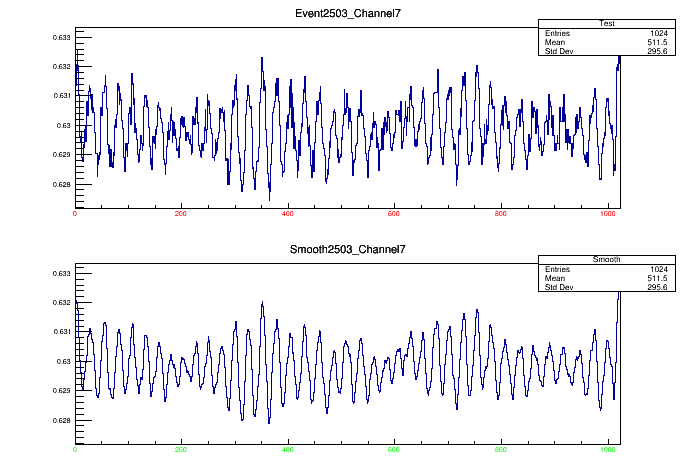 Event2503_Channel7
Test
Entries 1024
Mean 511.5
Std Dev 295.6
0.633
0.632
0.631
0.63
0.629
0.628
0 200 400 600 800 1000
Smooth2503_Channel7
Smooth
Entries 1024
Mean 511.5
Std Dev 295.6
0.633
0.632
0.631
0.63
0.629
0.628
0 200 400 600 800 1000